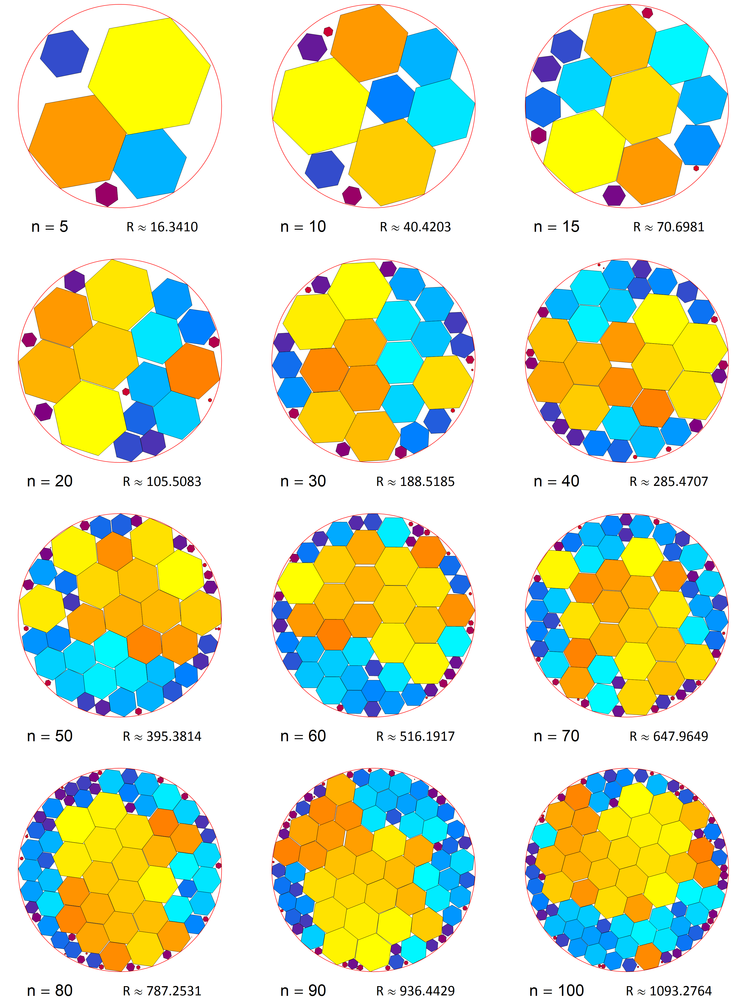 n = 5 R ≈ 16.3410 n = 10 R ≈ 40.4203 n = 15 R ≈ 70.6981
n = 20 R ≈ 105.5083 n = 30 R ≈ 188.5185 n = 40 R ≈ 285.4707
n = 50 R ≈ 395.3814 n = 60 R ≈ 516.1917 n = 70 R ≈ 647.9649
n = 80 R ≈ 787.2531 n = 90 R ≈ 936.4429 n = 100 R ≈ 1093.2764